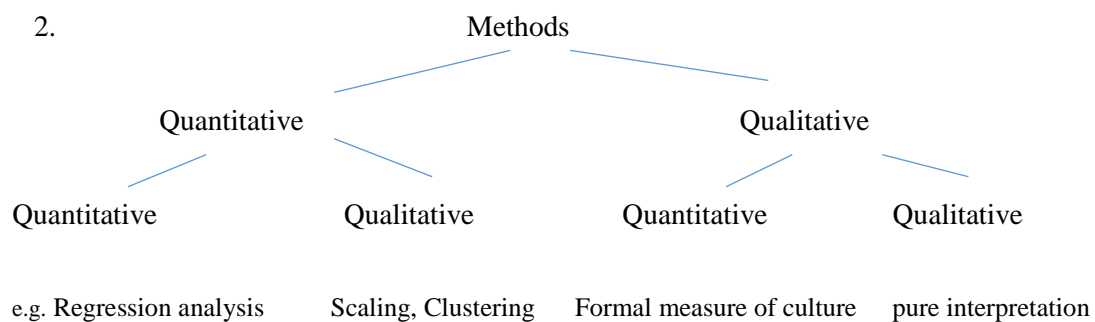 2. Methods
Quantitative Qualitative
Quantitative Qualitative Quantitative Qualitative
e.g. Regression analysis Scaling, Clustering Formal measure of culture pure interpretation